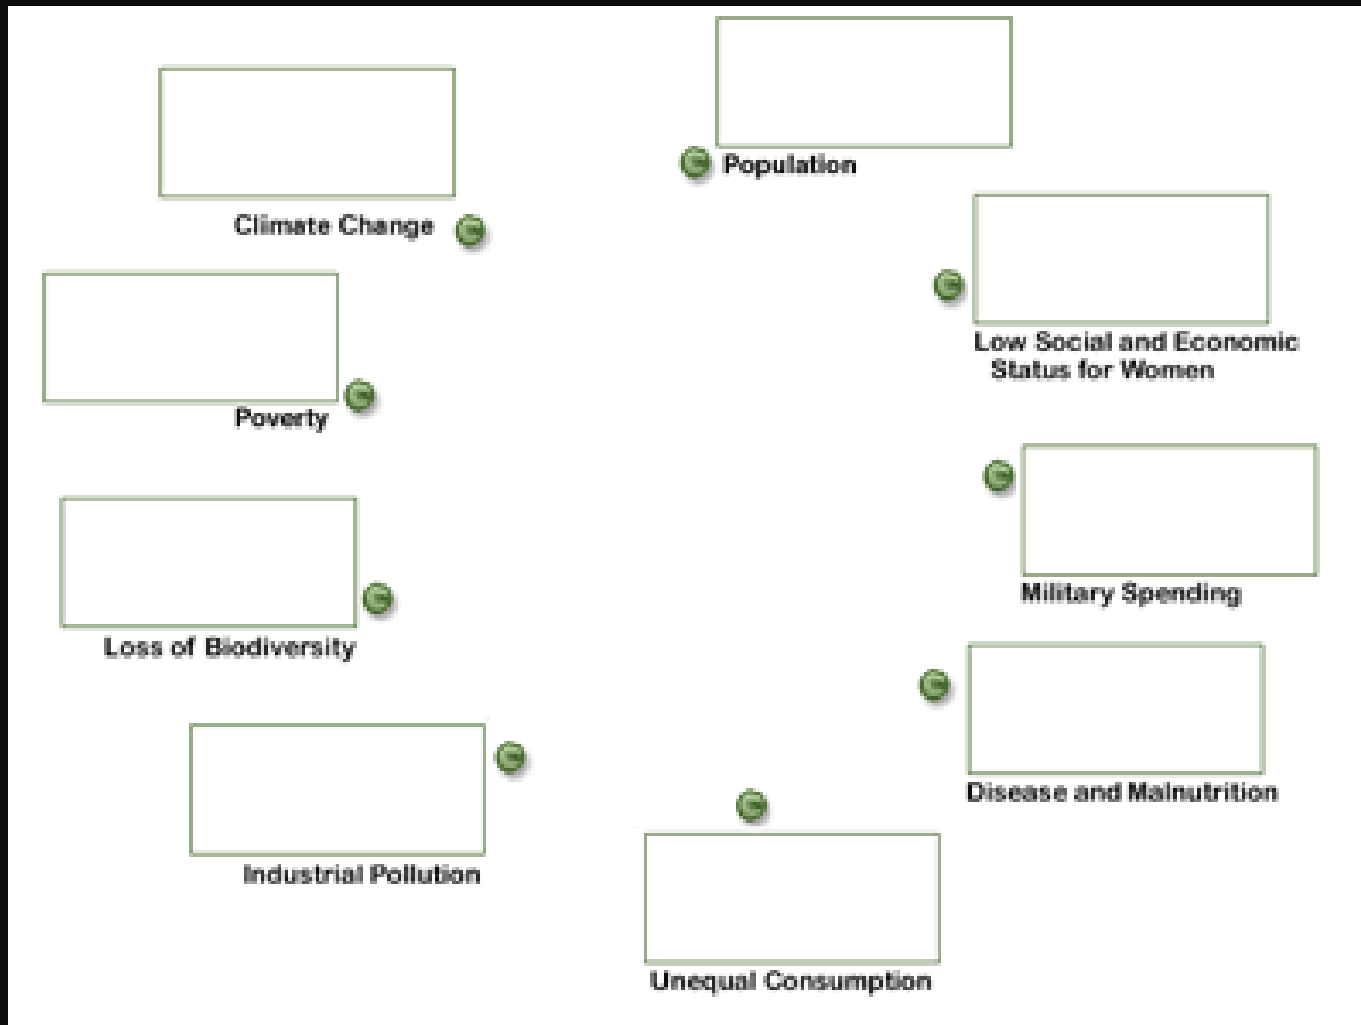 Population
Climate Change
Low Social and Economic
Status for Women
Poverty
Military Spending
Loss of Biodiversity
Disease and Malnutrition
Industrial Pollution
Unequal Consumption